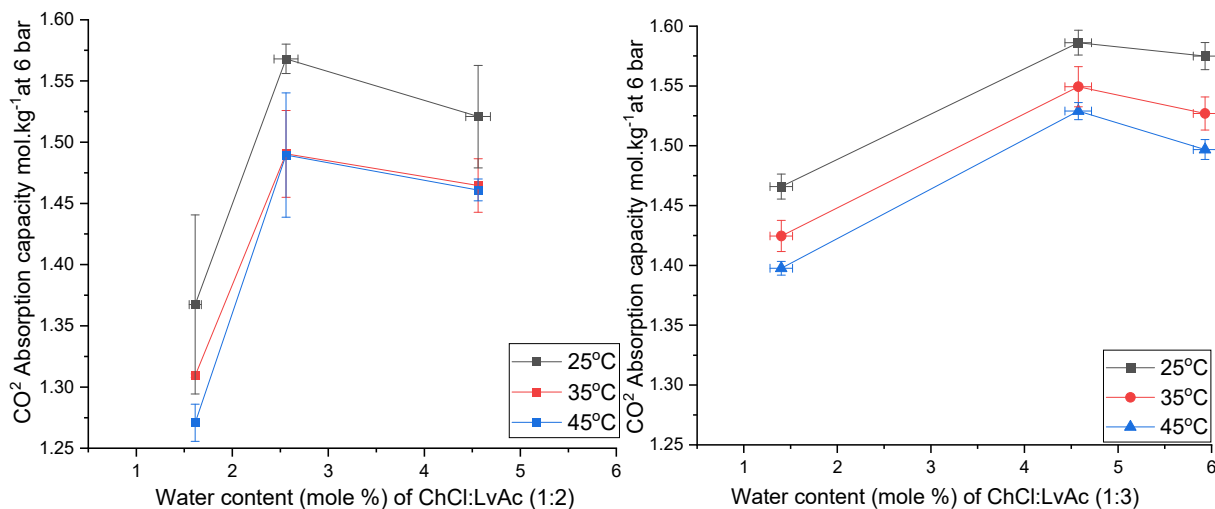 CO² Absorption capacity mol.kg⁻¹at 6 bar
1.60
1.55
1.50
1.45
1.40
1.35
1.30
1.25
1 2 3 4 5 6
Water content (mole %) of ChCl:LvAc (1:2)
25°C
35°C
45°C
CO² Absorption capacity mol.kg⁻¹at 6 bar
1.60
1.55
1.50
1.45
1.40
1.35
1.30
1.25
1 2 3 4 5 6
Water content (mole %) of ChCl:LvAc (1:3)
25°C
35°C
45°C